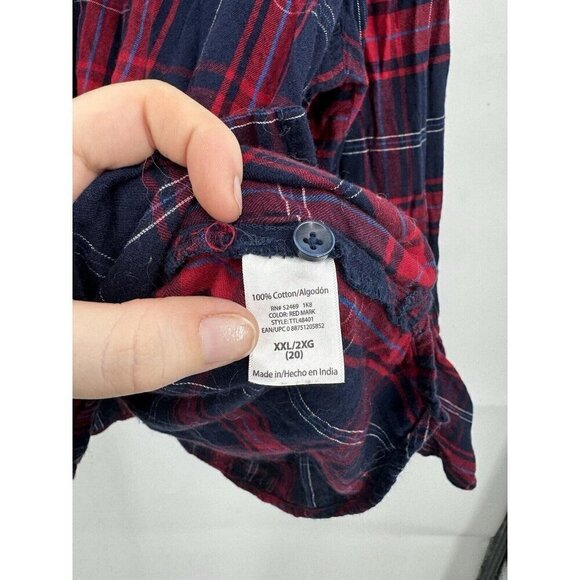 100% Cotton/Algodón
RN# 52469 1K8
COLOR: RED MARK
STYLE: TTL48401
EAN/UPC 0 88751205852
XXL/2XG
(20)
Made in/Hecho en India